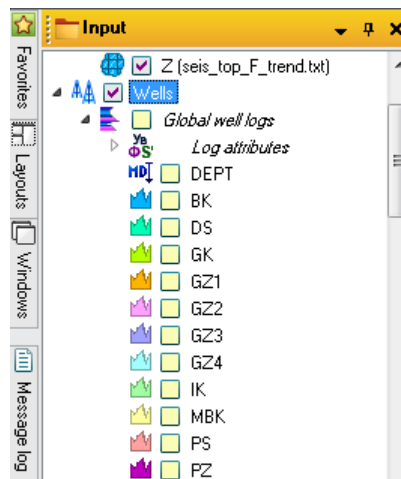 Input
Favorites
Layouts
Windows
Message log
Z (seis_top_F_trend.txt)
Wells
Global well logs
Log attributes
DEPT
BK
DS
GK
GZ1
GZ2
GZ3
GZ4
IK
MBK
PS
PZ